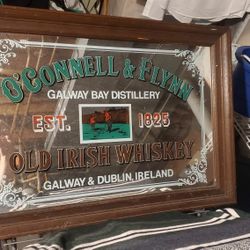 O'CONNELL & FLYNN
GALWAY BAY DISTILLERY
EST. 1825
OLD IRISH WHISKEY
GALWAY & DUBLIN, IRELAND